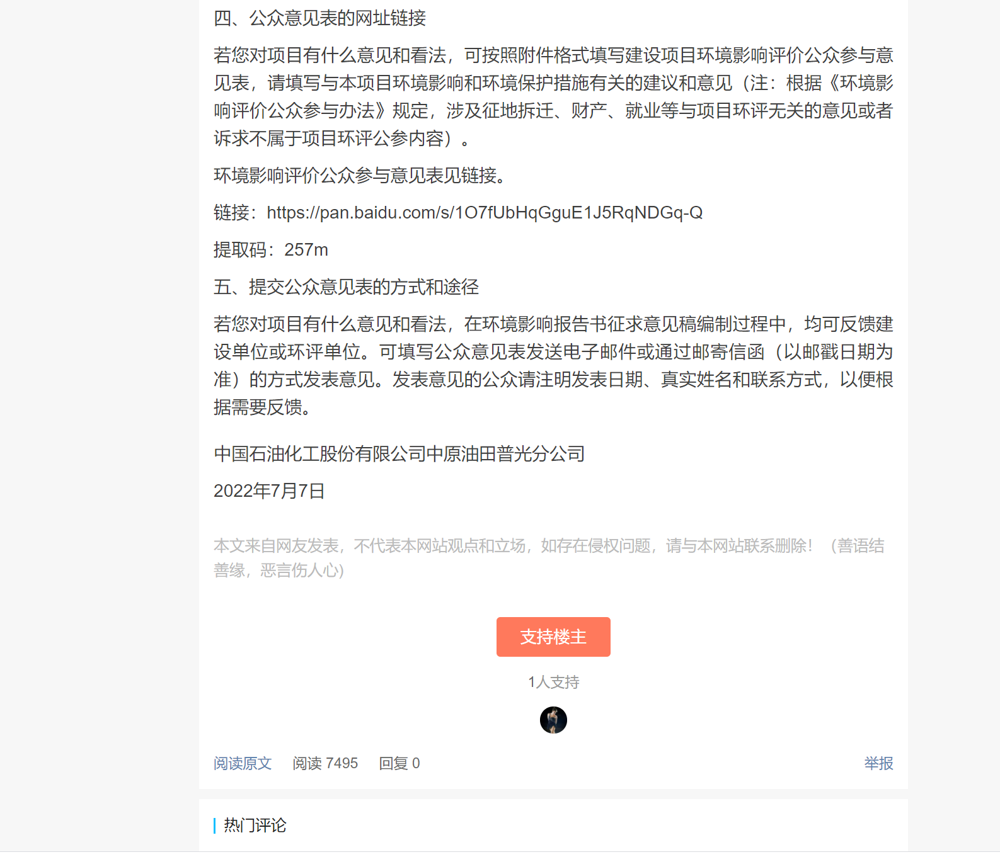 四、公众意见表的网址链接
若您对项目有什么意见和看法，可按照附件格式填写建设项目环境影响评价公众参与意
见表，请填写与本项目环境影响和环境保护措施有关的建议和意见（注：根据《环境影
响评价公众参与办法》规定，涉及征地拆迁、财产、就业等与项目环评无关的意见或者
诉求不属于项目环评公参内容）。
环境影响评价公众参与意见表见链接。
链接：https://pan.baidu.com/s/1O7fUbHqGguE1J5RqNDGq-Q
提取码：257m
五、提交公众意见表的方式和途径
若您对项目有什么意见和看法，在环境影响报告书征求意见稿编制过程中，均可反馈建
设单位或环评单位。可填写公众意见表发送电子邮件或通过邮寄信函（以邮戳日期为
准）的方式发表意见。发表意见的公众请注明发表日期、真实姓名和联系方式，以便根
据需要反馈。
中国石油化工股份有限公司中原油田普光分公司
2022年7月7日
本文来自网友发表，不代表本网站观点和立场，如存在侵权问题，请与本网站联系删除！（善语结
善缘，恶言伤人心)
支持楼主
1人支持
阅读原文 阅读 7495 回复 0 举报
热门评论